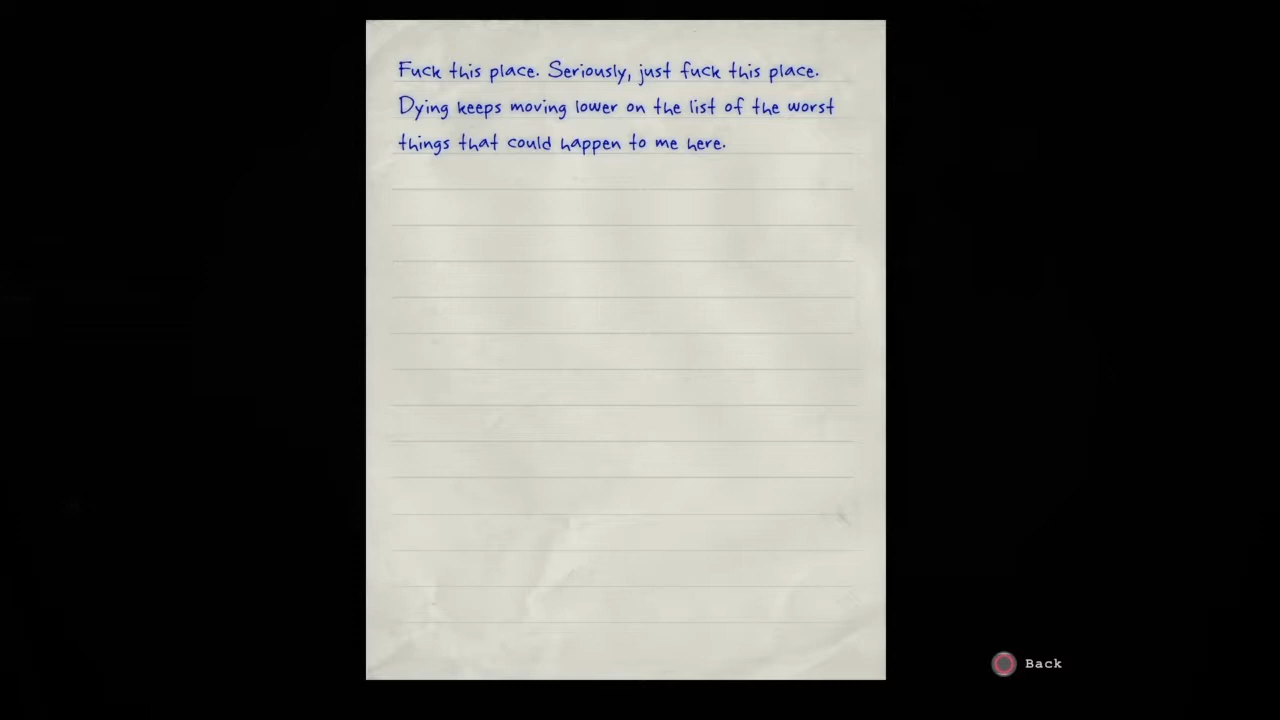 Fuck this place. Seriously, just fuck this place.
Dying keeps moving lower on the list of the worst
things that could happen to me here.
Back